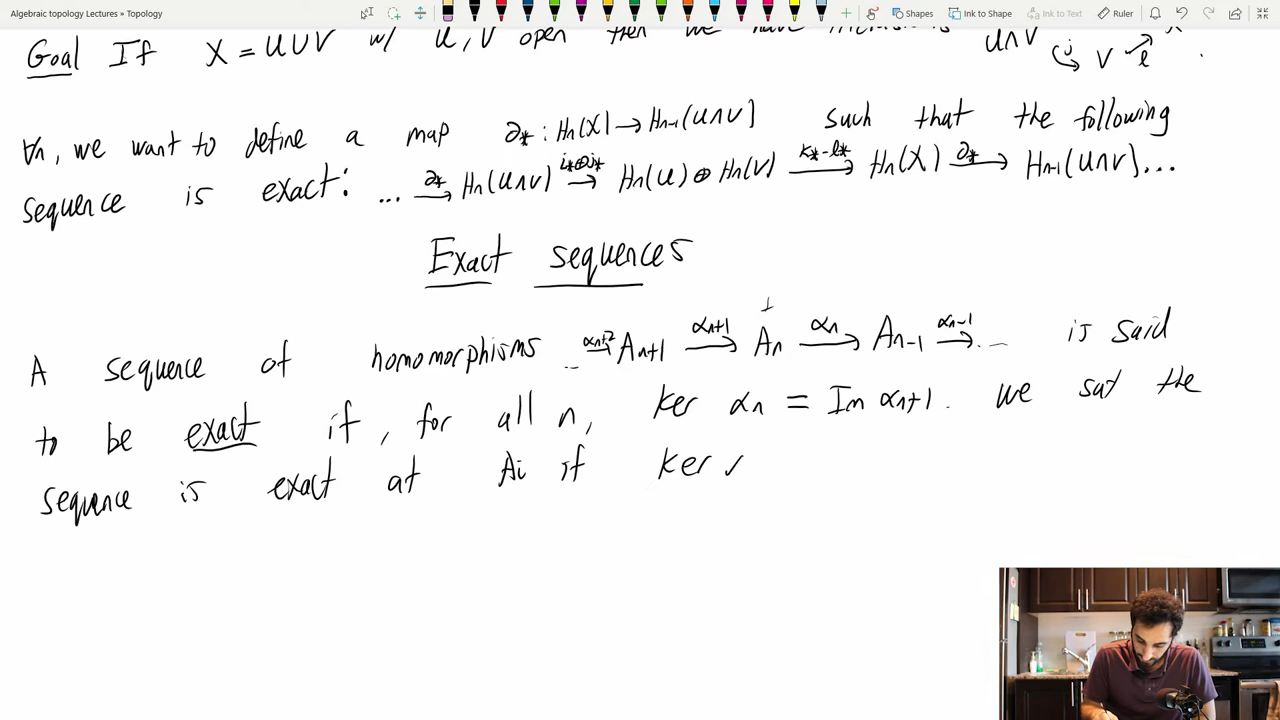 Algebraic topology Lectures – Topology
Shapes Ink to Shape Ink to Text Ruler
Goal If X = U∪V w/ U, V open then we have U∩V j V l X
∀n, we want to define a map ∂* : Hn(X) → Hn-1(U∩V) such that the following
sequence is exact: ... →∂* Hn(U∩V) →i*⊕j* Hn(U) ⊕ Hn(V) →k*-l* Hn(X) →∂* Hn-1(U∩V)...
Exact sequences
A sequence of homomorphisms ... →αn+2 An+1 →αn+1 An →αn An-1 →αn-1 ... is said
to be exact if, for all n, Ker αn = Im αn+1. we sat the
sequence is exact at Ai if Ker